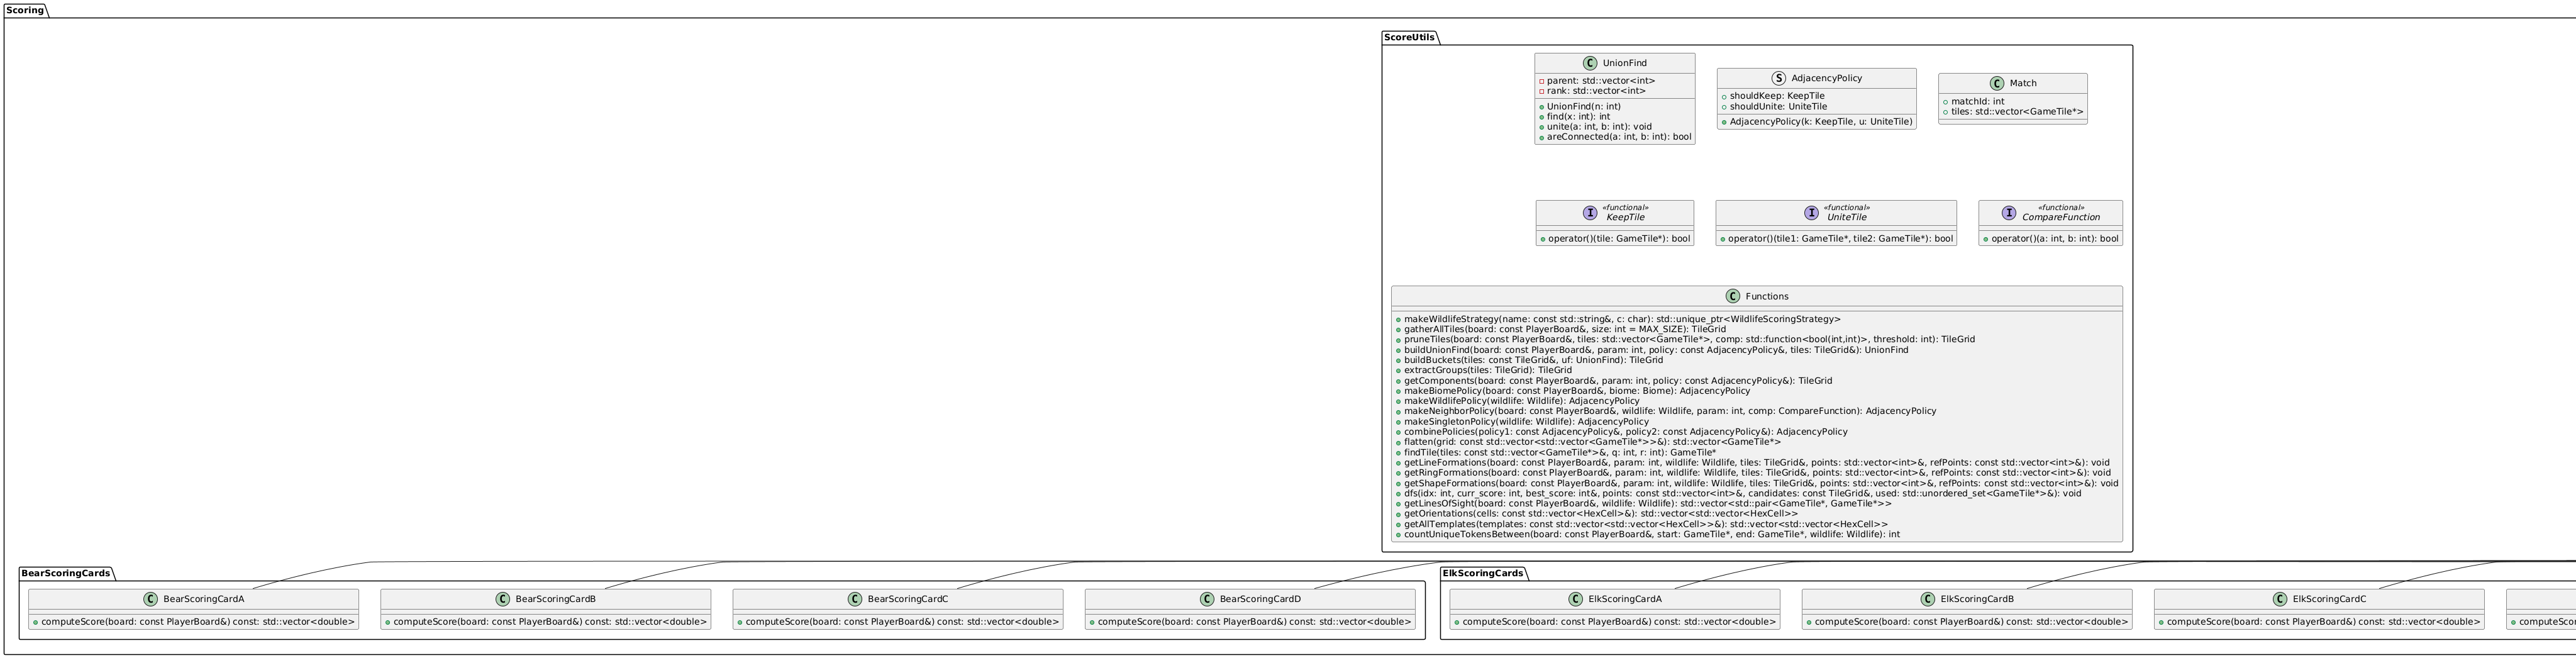 Scoring
ScoreUtils
C UnionFind
parent: std::vector<int>
rank: std::vector<int>
UnionFind(n: int)
find(x: int): int
unite(a: int, b: int): void
areConnected(a: int, b: int): bool
S AdjacencyPolicy
shouldKeep: KeepTile
shouldUnite: UniteTile
AdjacencyPolicy(k: KeepTile, u: UniteTile)
C Match
matchId: int
tiles: std::vector<GameTile*>
I «functional»
KeepTile
operator()(tile: GameTile*): bool
I «functional»
UniteTile
operator()(tile1: GameTile*, tile2: GameTile*): bool
I «functional»
CompareFunction
operator()(a: int, b: int): bool
C Functions
makeWildlifeStrategy(name: const std::string&, c: char): std::unique_ptr<WildlifeScoringStrategy>
gatherAllTiles(board: const PlayerBoard&, size: int = MAX_SIZE): TileGrid
pruneTiles(board: const PlayerBoard&, tiles: std::vector<GameTile*>, comp: std::function<bool(int,int)>, threshold: int): TileGrid
buildUnionFind(board: const PlayerBoard&, param: int, policy: const AdjacencyPolicy&, tiles: TileGrid&): UnionFind
buildBuckets(tiles: const TileGrid&, uf: UnionFind): TileGrid
extractGroups(tiles: TileGrid): TileGrid
getComponents(board: const PlayerBoard&, param: int, policy: const AdjacencyPolicy&): TileGrid
makeBiomePolicy(board: const PlayerBoard&, biome: Biome): AdjacencyPolicy
makeWildlifePolicy(wildlife: Wildlife): AdjacencyPolicy
makeNeighborPolicy(board: const PlayerBoard&, wildlife: Wildlife, param: int, comp: CompareFunction): AdjacencyPolicy
makeSingletonPolicy(wildlife: Wildlife): AdjacencyPolicy
combinePolicies(policy1: const AdjacencyPolicy&, policy2: const AdjacencyPolicy&): AdjacencyPolicy
flatten(grid: const std::vector<std::vector<GameTile*>>&): std::vector<GameTile*>
findTile(tiles: const std::vector<GameTile*>&, q: int, r: int): GameTile*
getLineFormations(board: const PlayerBoard&, param: int, wildlife: Wildlife, tiles: TileGrid&, points: std::vector<int>&, refPoints: const std::vector<int>&): void
getRingFormations(board: const PlayerBoard&, param: int, wildlife: Wildlife, tiles: TileGrid&, points: std::vector<int>&, refPoints: const std::vector<int>&): void
getShapeFormations(board: const PlayerBoard&, param: int, wildlife: Wildlife, tiles: TileGrid&, points: std::vector<int>&, refPoints: const std::vector<int>&): void
dfs(idx: int, curr_score: int, best_score: int&, points: const std::vector<int>&, candidates: const TileGrid&, used: std::unordered_set<GameTile*>&): void
getLinesOfSight(board: const PlayerBoard&, wildlife: Wildlife): std::vector<std::pair<GameTile*, GameTile*>>
getOrientations(cells: const std::vector<HexCell>&): std::vector<std::vector<HexCell>>
getAllTemplates(templates: const std::vector<std::vector<HexCell>>&): std::vector<std::vector<HexCell>>
countUniqueTokensBetween(board: const PlayerBoard&, start: GameTile*, end: GameTile*, wildlife: Wildlife): int
BearScoringCards
C BearScoringCardA
computeScore(board: const PlayerBoard&) const: std::vector<double>
C BearScoringCardB
computeScore(board: const PlayerBoard&) const: std::vector<double>
C BearScoringCardC
computeScore(board: const PlayerBoard&) const: std::vector<double>
C BearScoringCardD
computeScore(board: const PlayerBoard&) const: std::vector<double>
ElkScoringCards
C ElkScoringCardA
computeScore(board: const PlayerBoard&) const: std::vector<double>
C ElkScoringCardB
computeScore(board: const PlayerBoard&) const: std::vector<double>
C ElkScoringCardC
computeScore(board: const PlayerBoard&) const: std::vector<double>